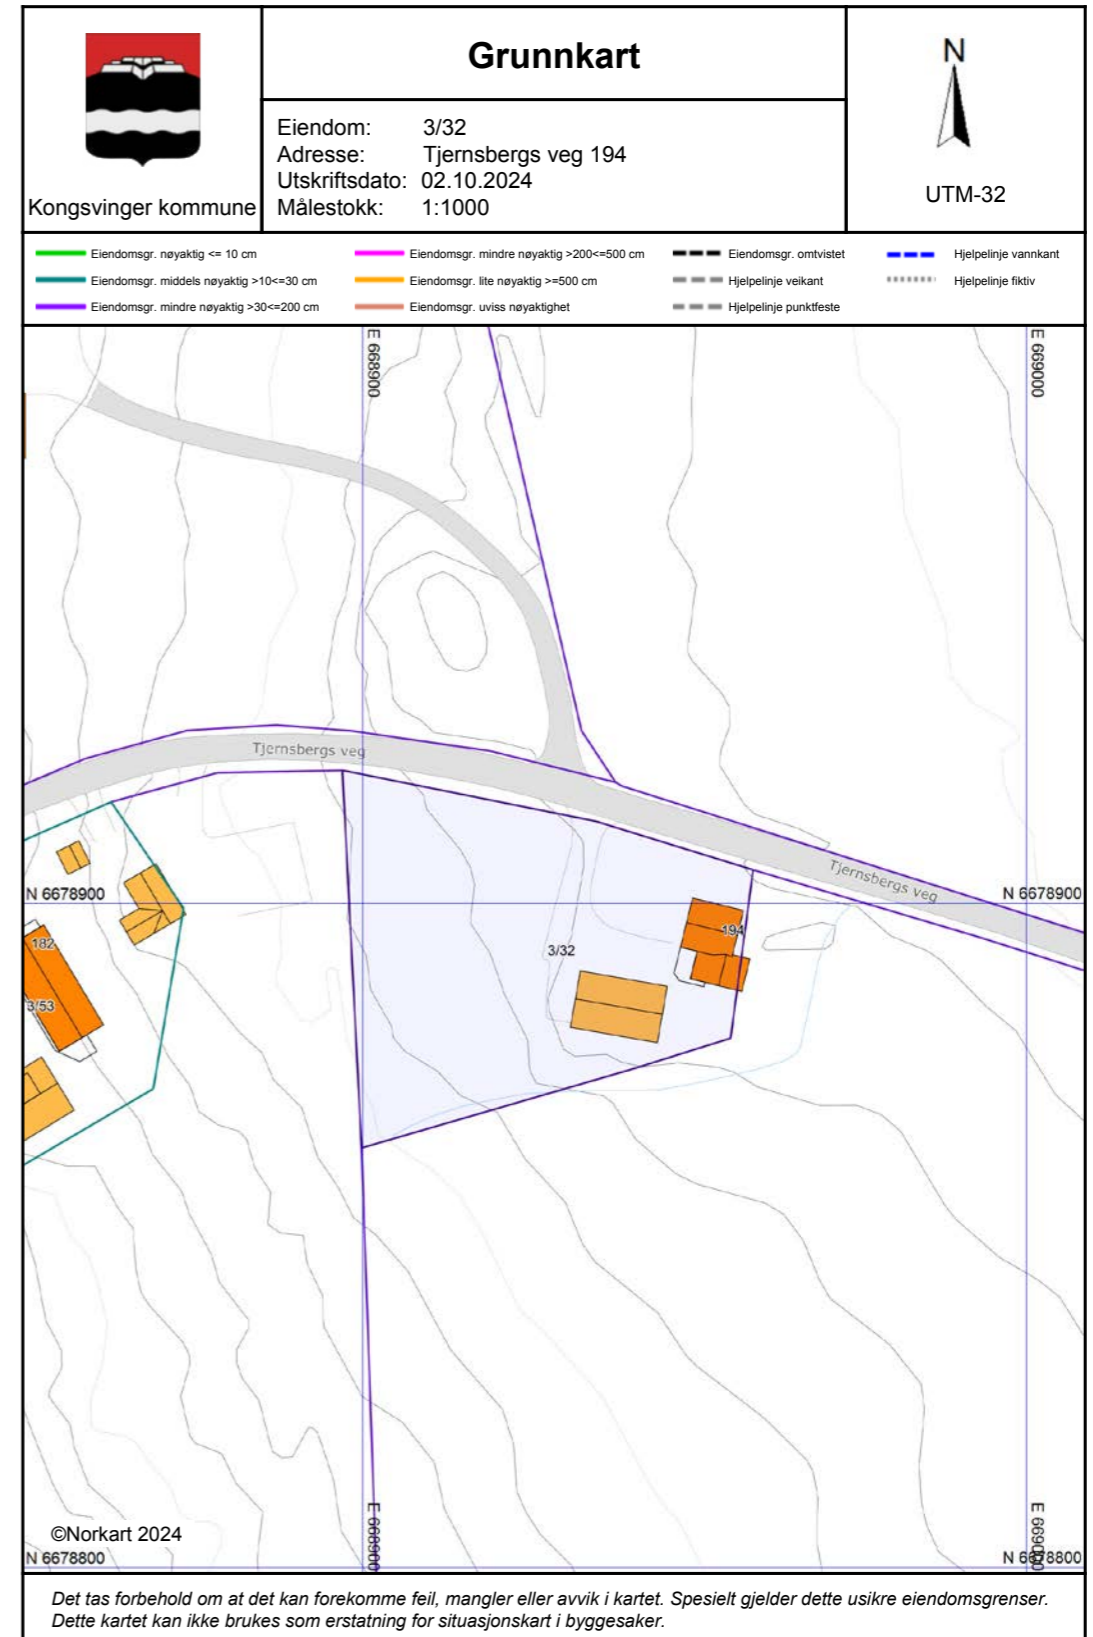 Grunnkart
Eiendom: 3/32
Adresse: Tjernsbergs veg 194
Utskriftsdato: 02.10.2024
Målestokk: 1:1000
Kongsvinger kommune
N
UTM-32
Eiendomsgr. nøyaktig <= 10 cm
Eiendomsgr. middels nøyaktig >10<=30 cm
Eiendomsgr. mindre nøyaktig >30<=200 cm
Eiendomsgr. mindre nøyaktig >200<=500 cm
Eiendomsgr. lite nøyaktig >=500 cm
Eiendomsgr. uviss nøyaktighet
Eiendomsgr. omtvistet
Hjelpelinje veikant
Hjelpelinje punktfeste
Hjelpelinje vannkant
Hjelpelinje fiktiv
E 668900
E 669000
Tjernsbergs veg
Tjernsbergs veg
N 6678900
N 6678900
182
194
3/32
3/53
©Norkart 2024
E 668900
E 669000
N 6678800
N 6678800
Det tas forbehold om at det kan forekomme feil, mangler eller avvik i kartet. Spesielt gjelder dette usikre eiendomsgrenser.
Dette kartet kan ikke brukes som erstatning for situasjonskart i byggesaker.